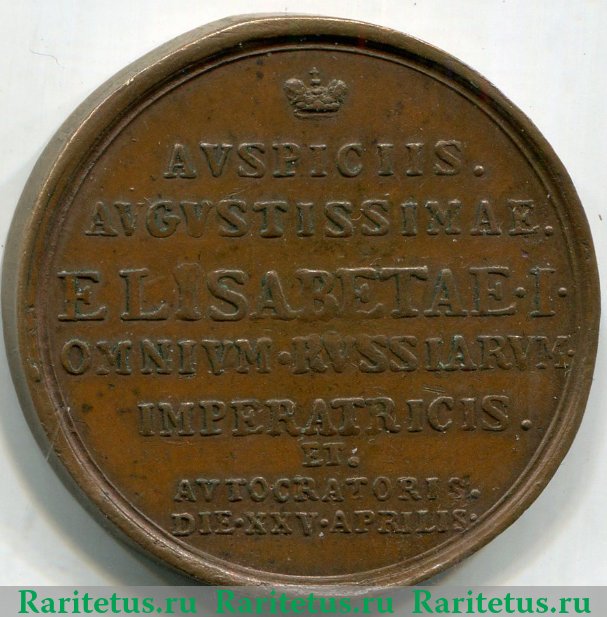 AVSPICIIS.
AVGVSTISSIMAE.
ELISABETAE·I·
OMNIVM·RVSSIARVM·
IMPERATRICIS.
ET.
AVTOCRATORIS.
DIE·XXV·APRILIS·
Raritetus.ru Raritetus.ru Raritetus.ru